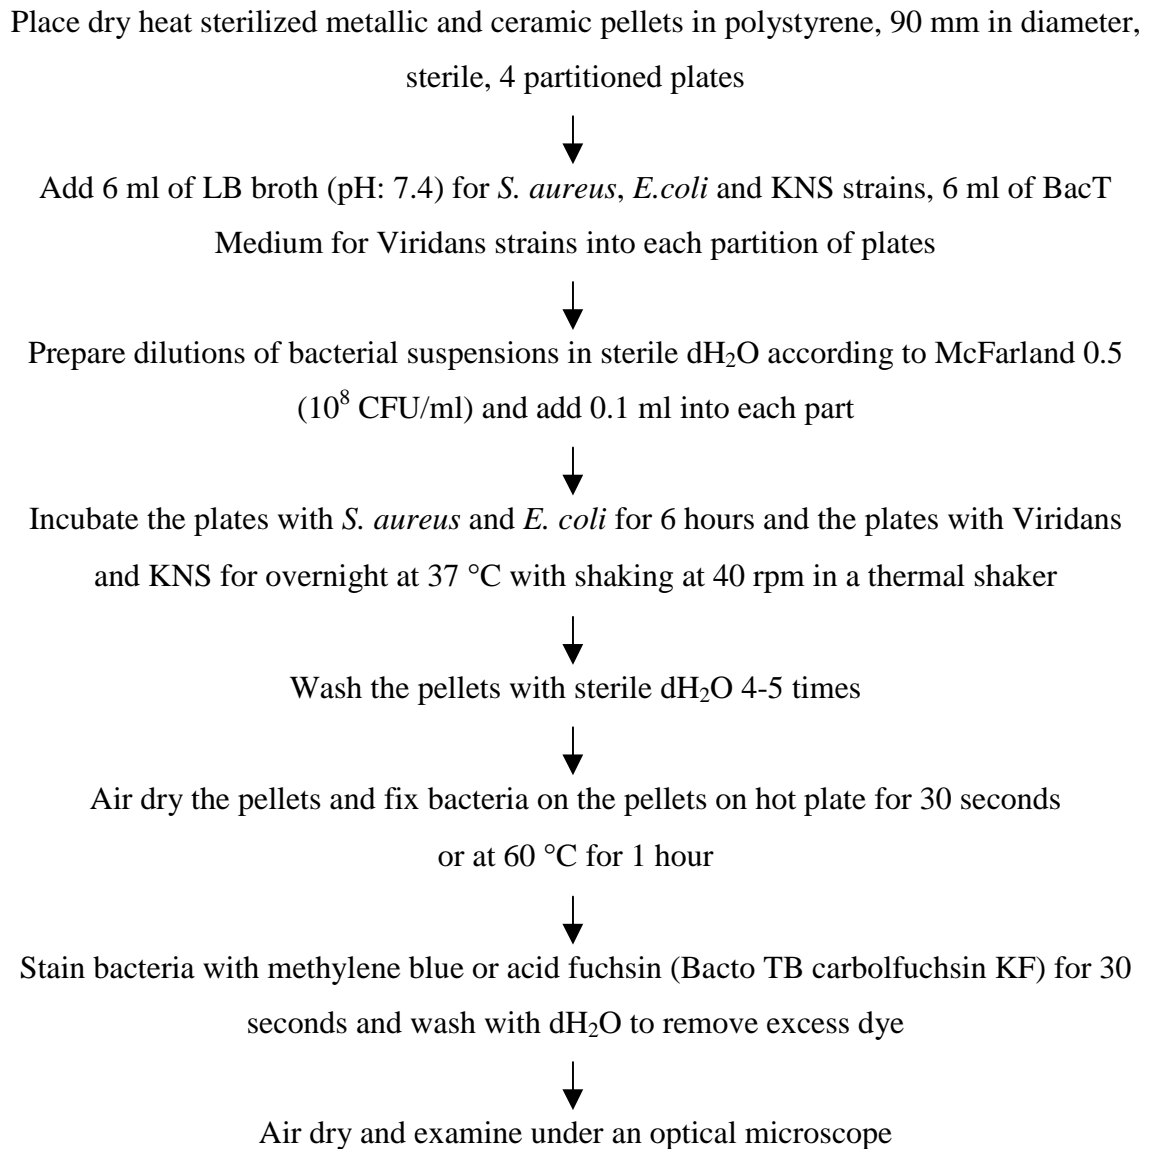 Place dry heat sterilized metallic and ceramic pellets in polystyrene, 90 mm in diameter,
sterile, 4 partitioned plates
Add 6 ml of LB broth (pH: 7.4) for S. aureus, E.coli and KNS strains, 6 ml of BacT
Medium for Viridans strains into each partition of plates
Prepare dilutions of bacterial suspensions in sterile dH₂O according to McFarland 0.5
(10⁸ CFU/ml) and add 0.1 ml into each part
Incubate the plates with S. aureus and E. coli for 6 hours and the plates with Viridans
and KNS for overnight at 37 °C with shaking at 40 rpm in a thermal shaker
Wash the pellets with sterile dH₂O 4-5 times
Air dry the pellets and fix bacteria on the pellets on hot plate for 30 seconds
or at 60 °C for 1 hour
Stain bacteria with methylene blue or acid fuchsin (Bacto TB carbolfuchsin KF) for 30
seconds and wash with dH₂O to remove excess dye
Air dry and examine under an optical microscope